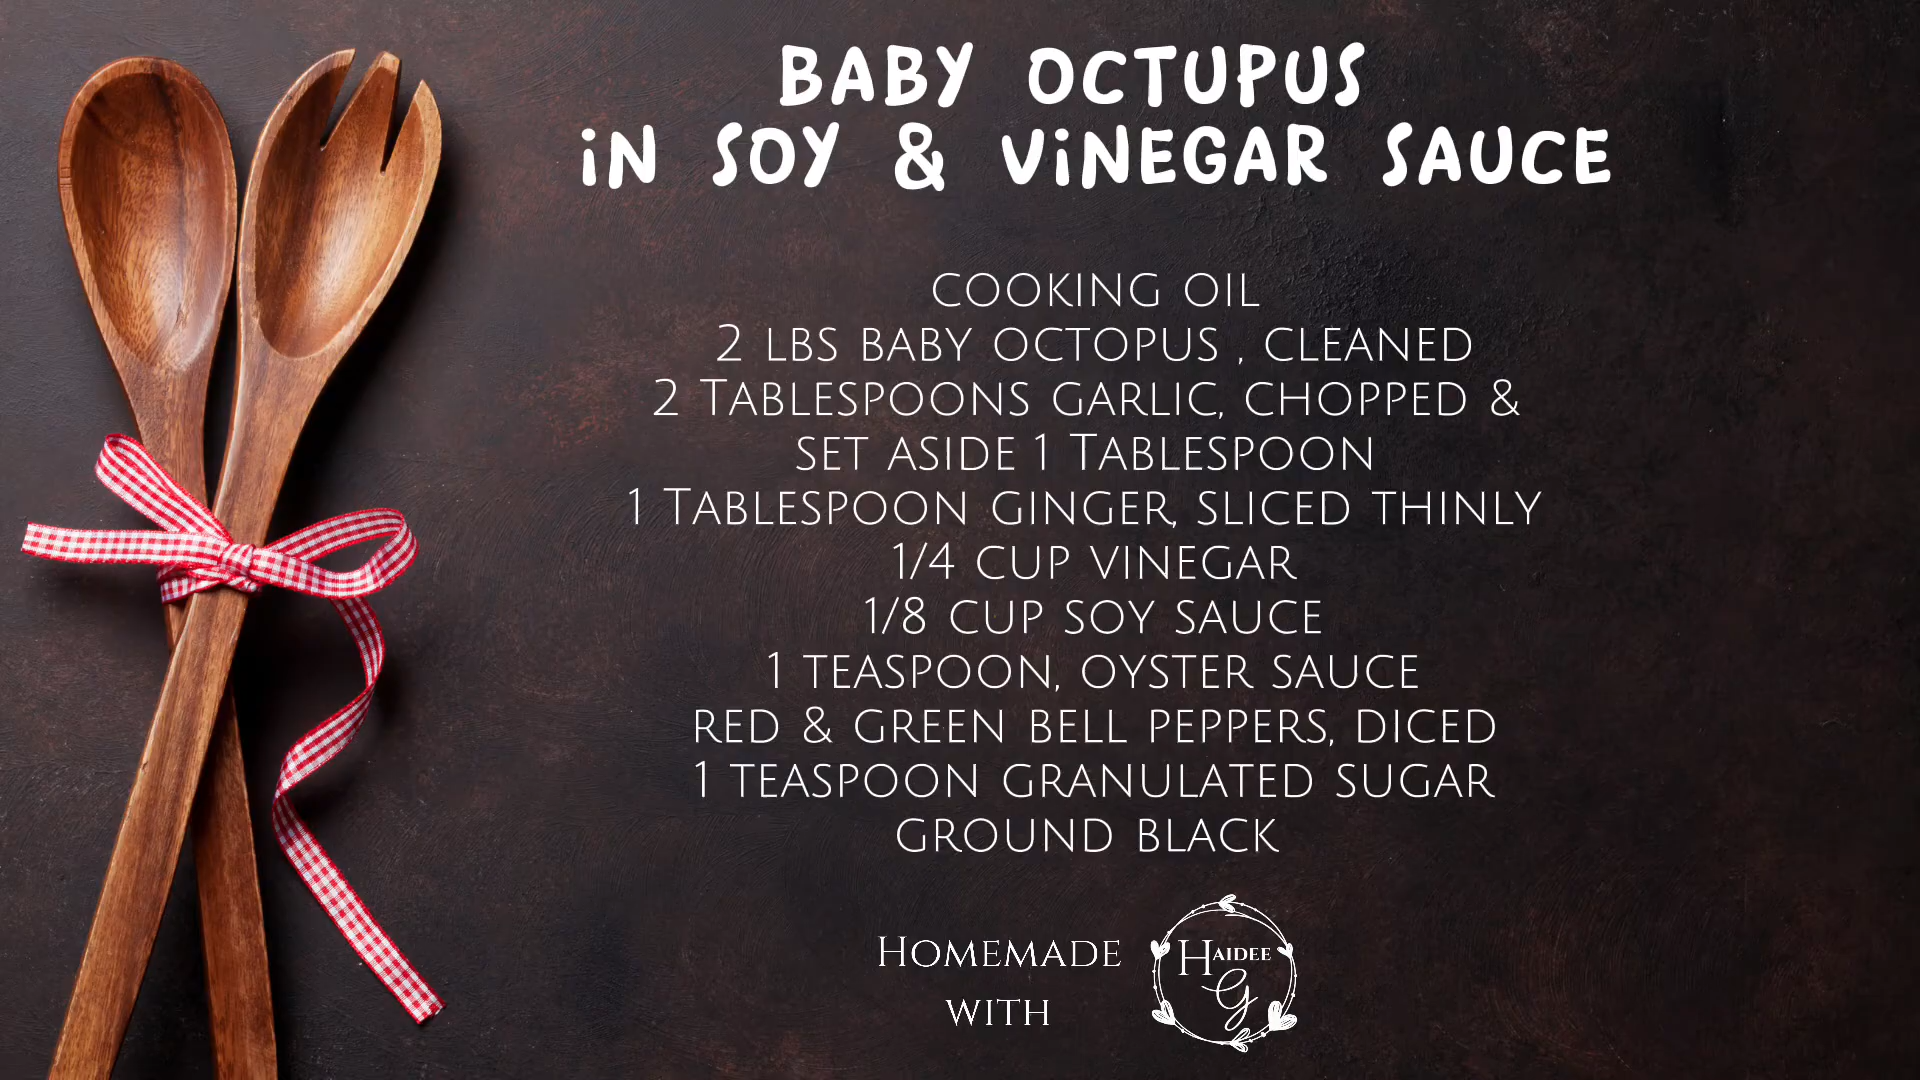 BABY OCTUPUS
iN SOY & ViNEGAR SAUCE
COOKING OIL
2 LBS BABY OCTOPUS , CLEANED
2 TABLESPOONS GARLIC, CHOPPED &
SET ASIDE 1 TABLESPOON
1 TABLESPOON GINGER, SLICED THINLY
1/4 CUP VINEGAR
1/8 CUP SOY SAUCE
1 TEASPOON, OYSTER SAUCE
RED & GREEN BELL PEPPERS, DICED
1 TEASPOON GRANULATED SUGAR
GROUND BLACK
HOMEMADE
WITH
HAIDEE
G